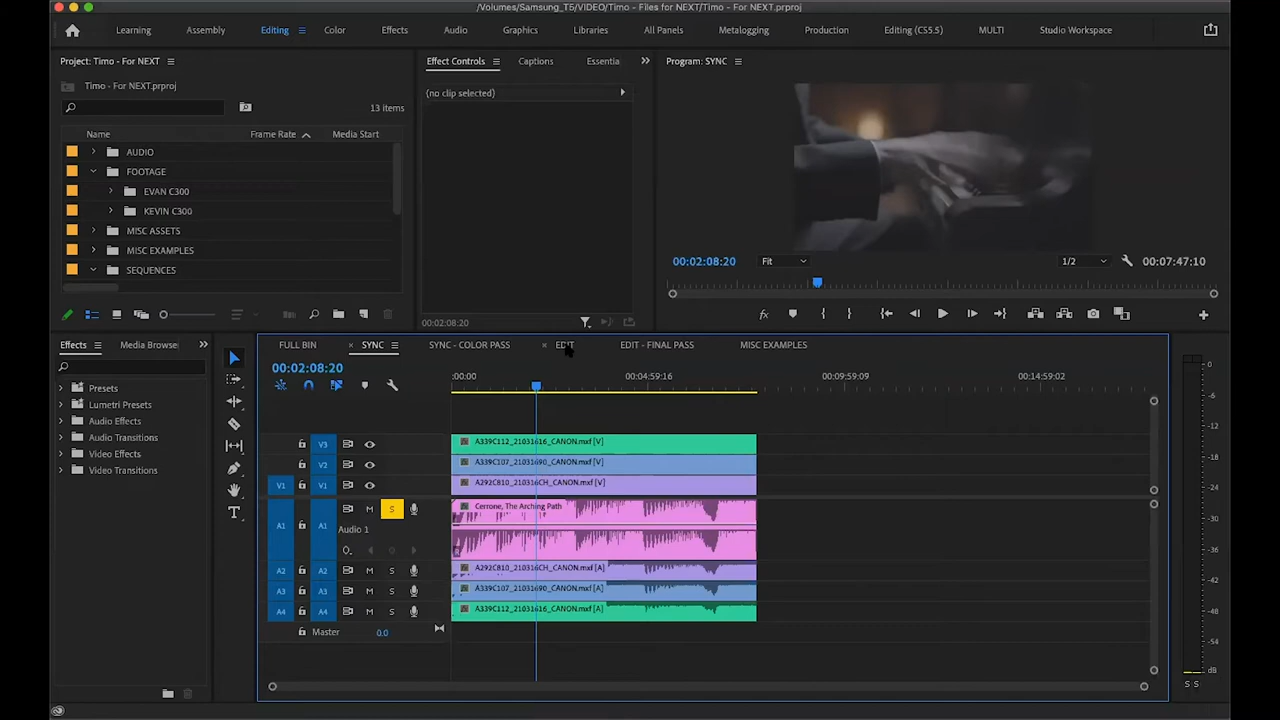 /Volumes/Samsung_T5/VIDEO/Timo - Files for NEXT/Timo - For NEXT.prproj
Learning Assembly Editing Color Effects Audio Graphics Libraries All Panels Metalogging Production Editing (CS5.5) MULTI Studio Workspace
Project: Timo - For NEXT
Timo - For NEXT.prproj
13 items
Name Frame Rate Media Start
AUDIO
FOOTAGE
EVAN C300
KEVIN C300
MISC ASSETS
MISC EXAMPLES
SEQUENCES
Effect Controls Captions Essentia
(no clip selected)
00:02:08:20
Program: SYNC
00:02:08:20 Fit 1/2 00:07:47:10
Effects Media Browse
Presets
Lumetri Presets
Audio Effects
Audio Transitions
Video Effects
Video Transitions
FULL BIN SYNC SYNC - COLOR PASS EDIT EDIT - FINAL PASS MISC EXAMPLES
00:02:08:20
:00:00 00:04:59:16 00:09:59:09 00:14:59:02
V3 A339C112_21031616_CANON.mxf [V]
V2 A339C107_21031690_CANON.mxf [V]
V1 V1 A292C810_210316CH_CANON.mxf [V]
A1 A1 M S Cerrone, The Arching Path
Audio 1
A2 A2 M S A292C810_210316CH_CANON.mxf [A]
A3 A3 M S A339C107_21031690_CANON.mxf [A]
A4 A4 M S A339C112_21031616_CANON.mxf [A]
Master 0.0
0
-6
-12
-18
-24
-30
-36
-42
-48
-54
dB
S S